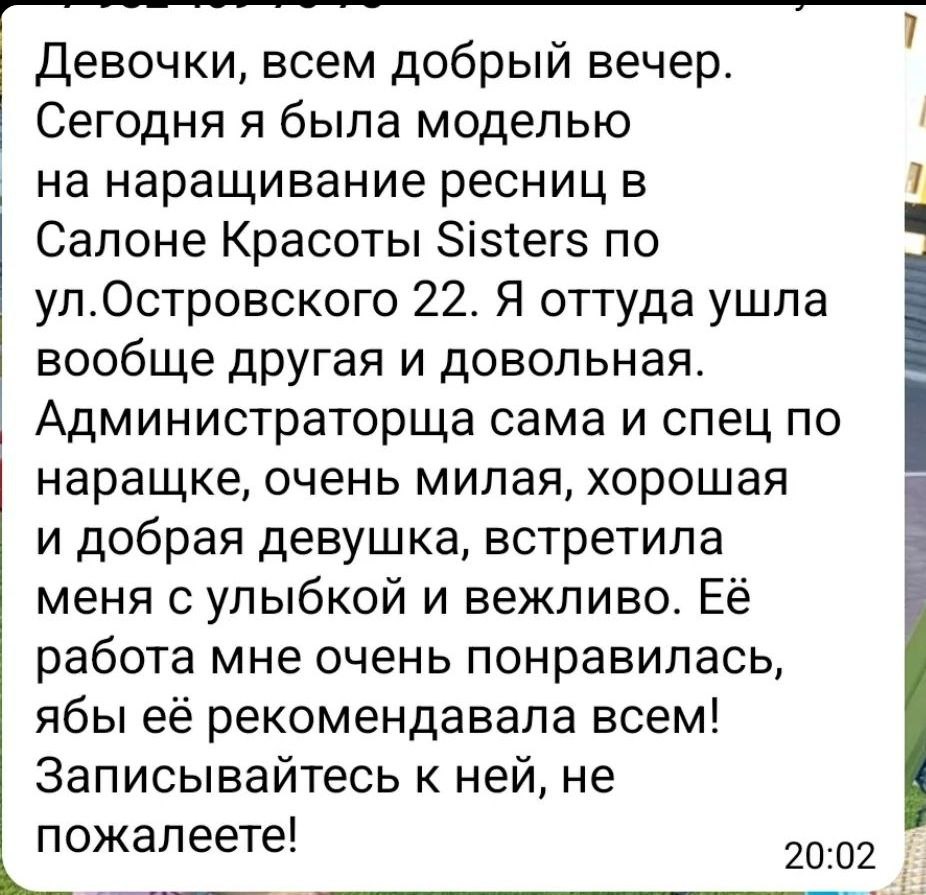 Девочки, всем добрый вечер.
Сегодня я была моделью
на наращивание ресниц в
Салоне Красоты Sisters по
ул.Островского 22. Я оттуда ушла
вообще другая и довольная.
Администраторща сама и спец по
наращке, очень милая, хорошая
и добрая девушка, встретила
меня с улыбкой и вежливо. Её
работа мне очень понравилась,
ябы её рекомендавала всем!
Записывайтесь к ней, не
пожалеете!
20:02